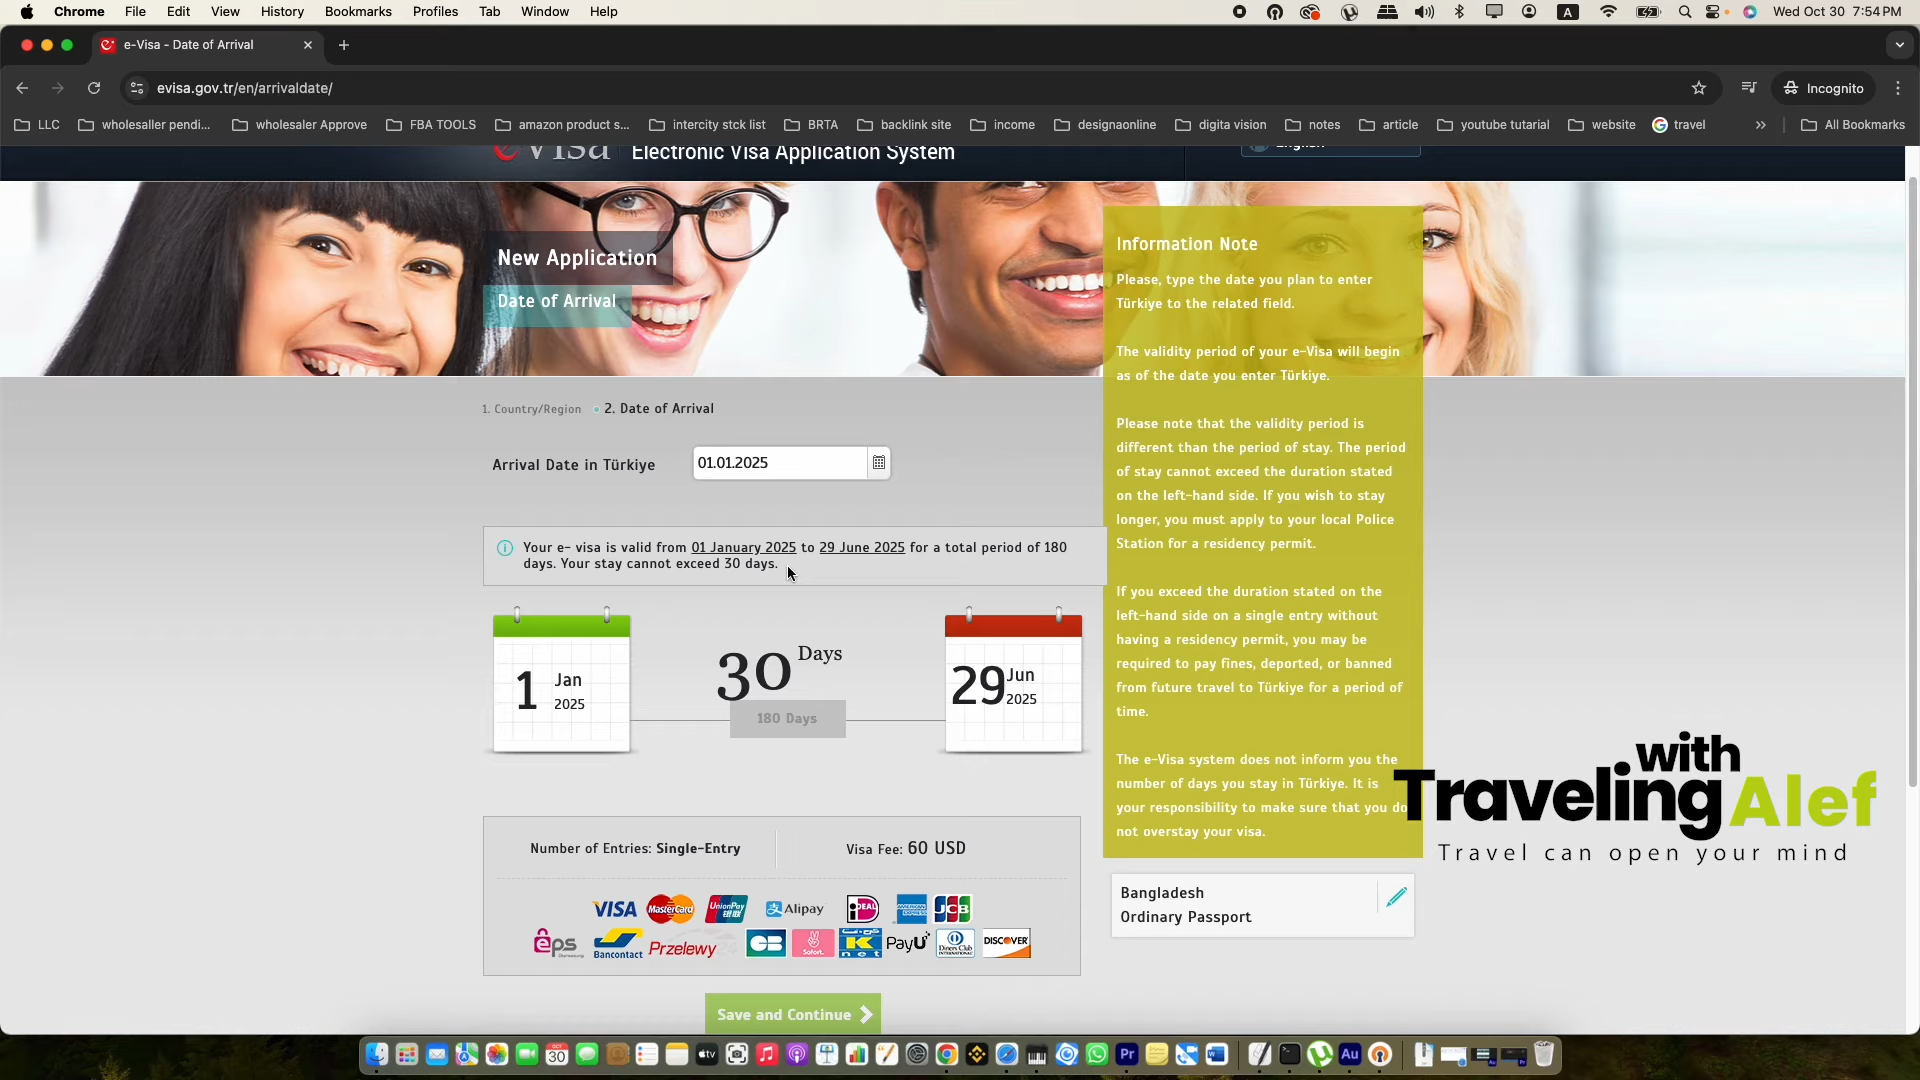 Chrome File Edit View History Bookmarks Profiles Tab Window Help
A
Wed Oct 30 7:54 PM
e-Visa - Date of Arrival
evisa.gov.tr/en/arrivaldate/
Incognito
LLC wholesaller pendi... wholesaler Approve FBA TOOLS amazon product s... intercity stck list BRTA backlink site income designaonline digita vision notes article youtube tutarial website travel
All Bookmarks
e Visa Electronic Visa Application System
English
New Application
Date of Arrival
1. Country/Region 2. Date of Arrival
Arrival Date in Türkiye 01.01.2025
Your e- visa is valid from 01 January 2025 to 29 June 2025 for a total period of 180
days. Your stay cannot exceed 30 days.
1 Jan
2025
30 Days
180 Days
29 Jun
2025
Number of Entries: Single-Entry
Visa Fee: 60 USD
VISA MasterCard UnionPay Alipay iDEAL AMERICAN EXPRESS JCB
eps Bancontact Przelewy24 CB Sofort. K net PayU Diners Club INTERNATIONAL DISCOVER
Save and Continue
Information Note
Please, type the date you plan to enter
Türkiye to the related field.
The validity period of your e-Visa will begin
as of the date you enter Türkiye.
Please note that the validity period is
different than the period of stay. The period
of stay cannot exceed the duration stated
on the left-hand side. If you wish to stay
longer, you must apply to your local Police
Station for a residency permit.
If you exceed the duration stated on the
left-hand side on a single entry without
having a residency permit, you may be
required to pay fines, deported, or banned
from future travel to Türkiye for a period of
time.
The e-Visa system does not inform you the
number of days you stay in Türkiye. It is
your responsibility to make sure that you do
not overstay your visa.
Bangladesh
Ordinary Passport
with
Traveling Alef
Travel can open your mind
OCT
30
tv
Pr
W
Au